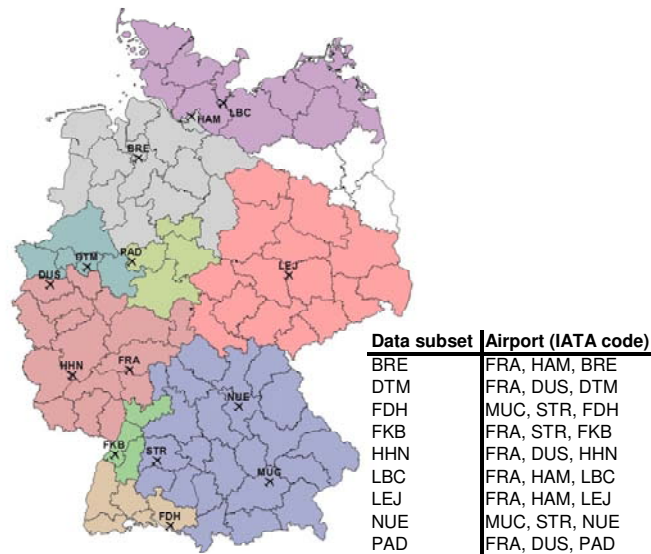 LBC
HAM
BRE
PAD
DTM
DUS
LEJ
HHN
FRA
NUE
FKB
STR
MUC
FDH
Data subset Airport (IATA code)
BRE FRA, HAM, BRE
DTM FRA, DUS, DTM
FDH MUC, STR, FDH
FKB FRA, STR, FKB
HHN FRA, DUS, HHN
LBC FRA, HAM, LBC
LEJ FRA, HAM, LEJ
NUE MUC, STR, NUE
PAD FRA, DUS, PAD